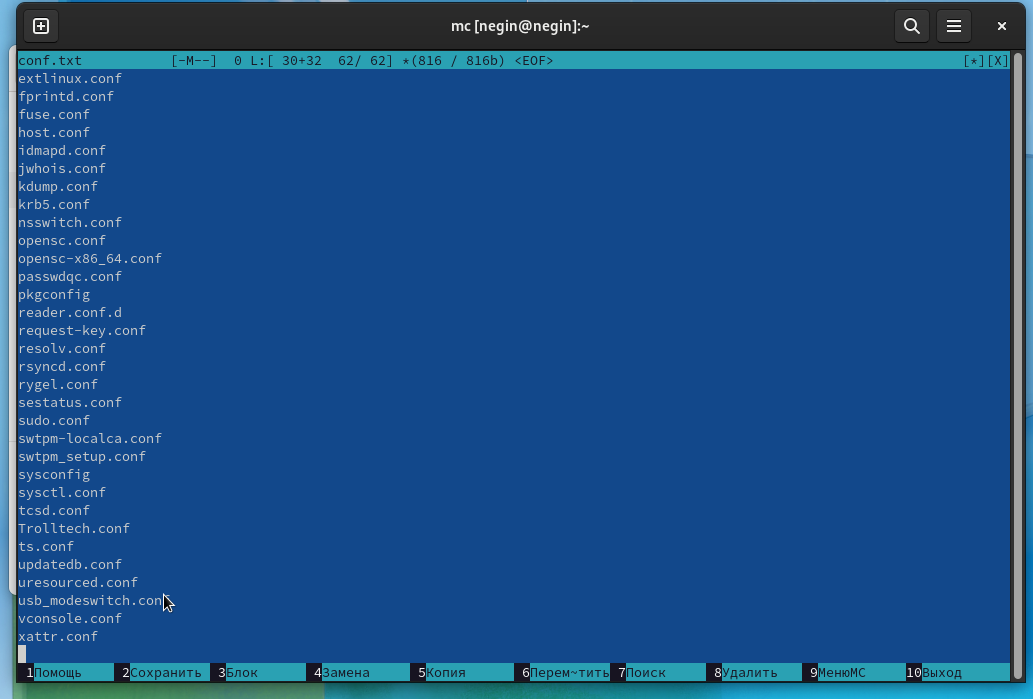 mc [negin@negin]:~
conf.txt [-M--] 0 L:[ 30+32 62/ 62] *(816 / 816b) <EOF> [*][X]
extlinux.conf
fprintd.conf
fuse.conf
host.conf
idmapd.conf
jwhois.conf
kdump.conf
krb5.conf
nsswitch.conf
opensc.conf
opensc-x86_64.conf
passwdqc.conf
pkgconfig
reader.conf.d
request-key.conf
resolv.conf
rsyncd.conf
rygel.conf
sestatus.conf
sudo.conf
swtpm-localca.conf
swtpm_setup.conf
sysconfig
sysctl.conf
tcsd.conf
Trolltech.conf
ts.conf
updatedb.conf
uresourced.conf
usb_modeswitch.conf
vconsole.conf
xattr.conf
1Помощь 2Сохранить 3Блок 4Замена 5Копия 6Перем~тить 7Поиск 8Удалить 9МенюMC 10Выход